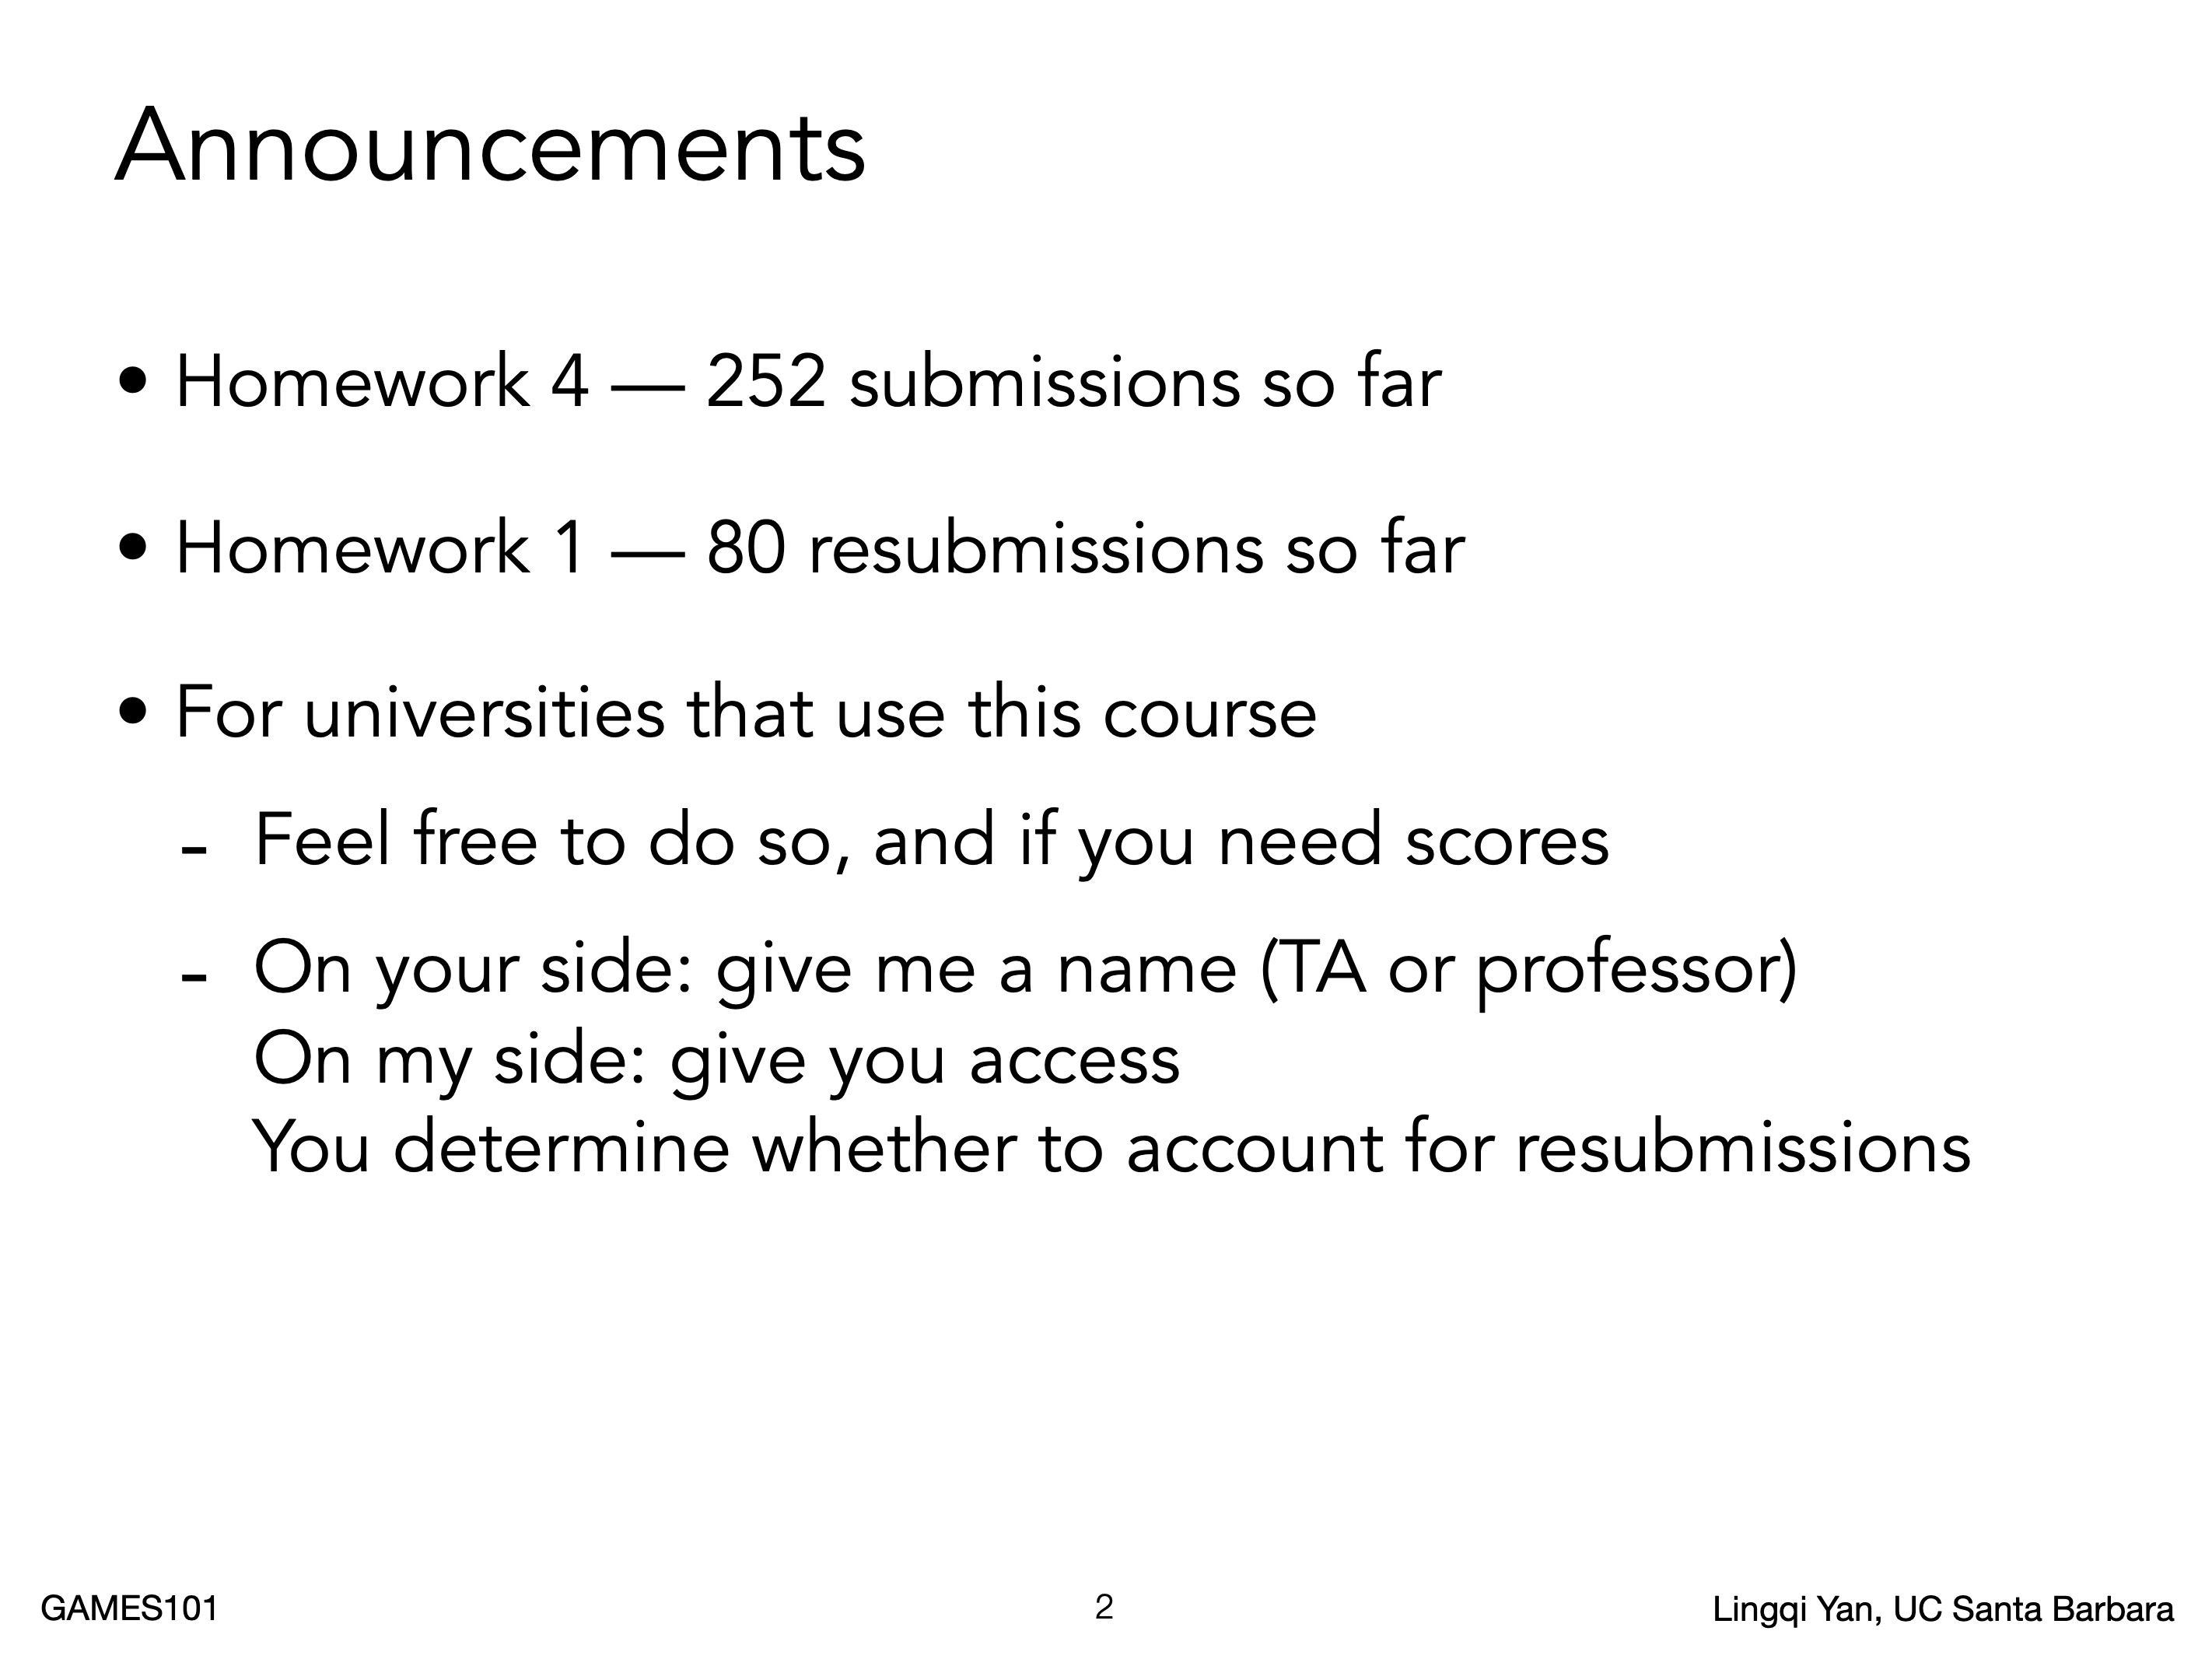 Announcements
• Homework 4 — 252 submissions so far
• Homework 1 — 80 resubmissions so far
• For universities that use this course
- Feel free to do so, and if you need scores
- On your side: give me a name (TA or professor)
On my side: give you access
You determine whether to account for resubmissions
GAMES101
2
Lingqi Yan, UC Santa Barbara